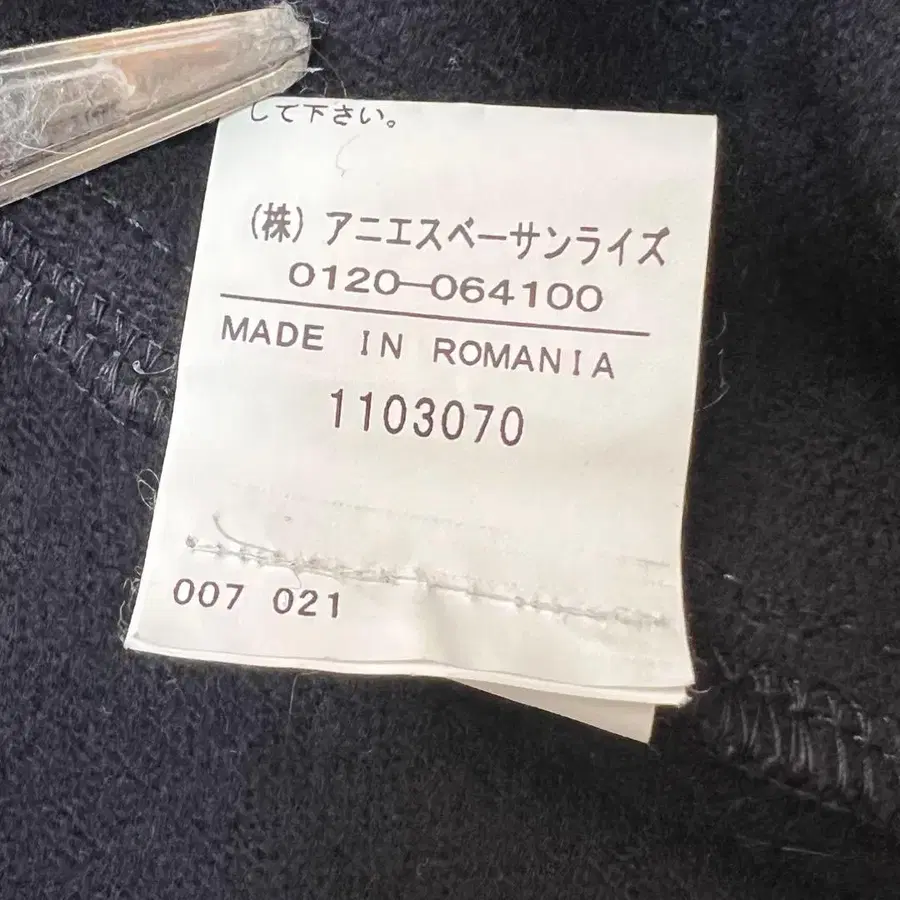 して下さい。
(株) アニエスベーサンライズ
0120-064100
MADE IN ROMANIA
1103070
007 021